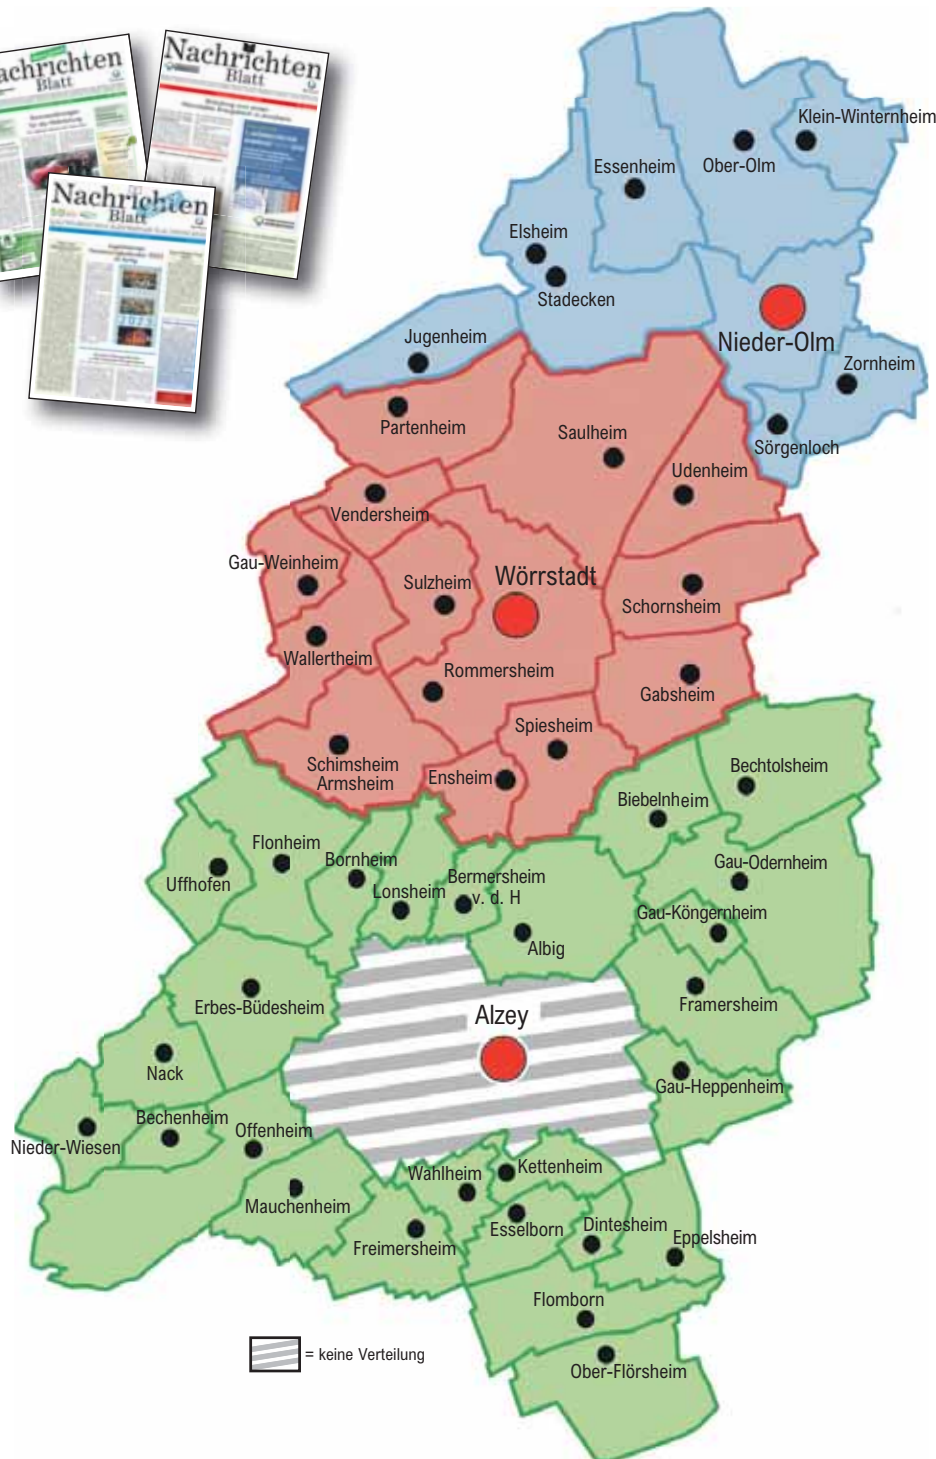 achrichten
Blatt
Nachrichten
Blatt
Nachrichten
Blatt
2023
Klein-Winternheim
Ober-Olm
Essenheim
Elsheim
Stadecken
Nieder-Olm
Jugenheim
Zornheim
Sörgenloch
Partenheim
Saulheim
Udenheim
Vendersheim
Gau-Weinheim
Sulzheim
Wörrstadt
Schornsheim
Wallertheim
Rommersheim
Gabsheim
Spiesheim
Schimsheim
Armsheim
Ensheim
Bechtolsheim
Biebelnheim
Flonheim
Bornheim
Uffhofen
Lonsheim
Bermersheim
v. d. H
Gau-Odernheim
Gau-Köngernheim
Albig
Erbes-Büdesheim
Framersheim
Alzey
Nack
Gau-Heppenheim
Bechenheim
Nieder-Wiesen
Offenheim
Wahlheim
Kettenheim
Mauchenheim
Esselborn
Dintesheim
Eppelsheim
Freimersheim
Flomborn
= keine Verteilung
Ober-Flörsheim